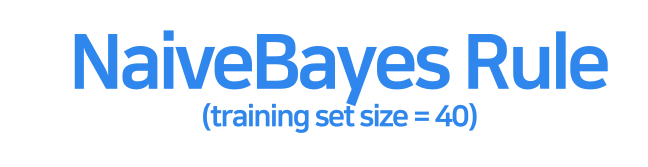 NaiveBayes Rule
(training set size = 40)